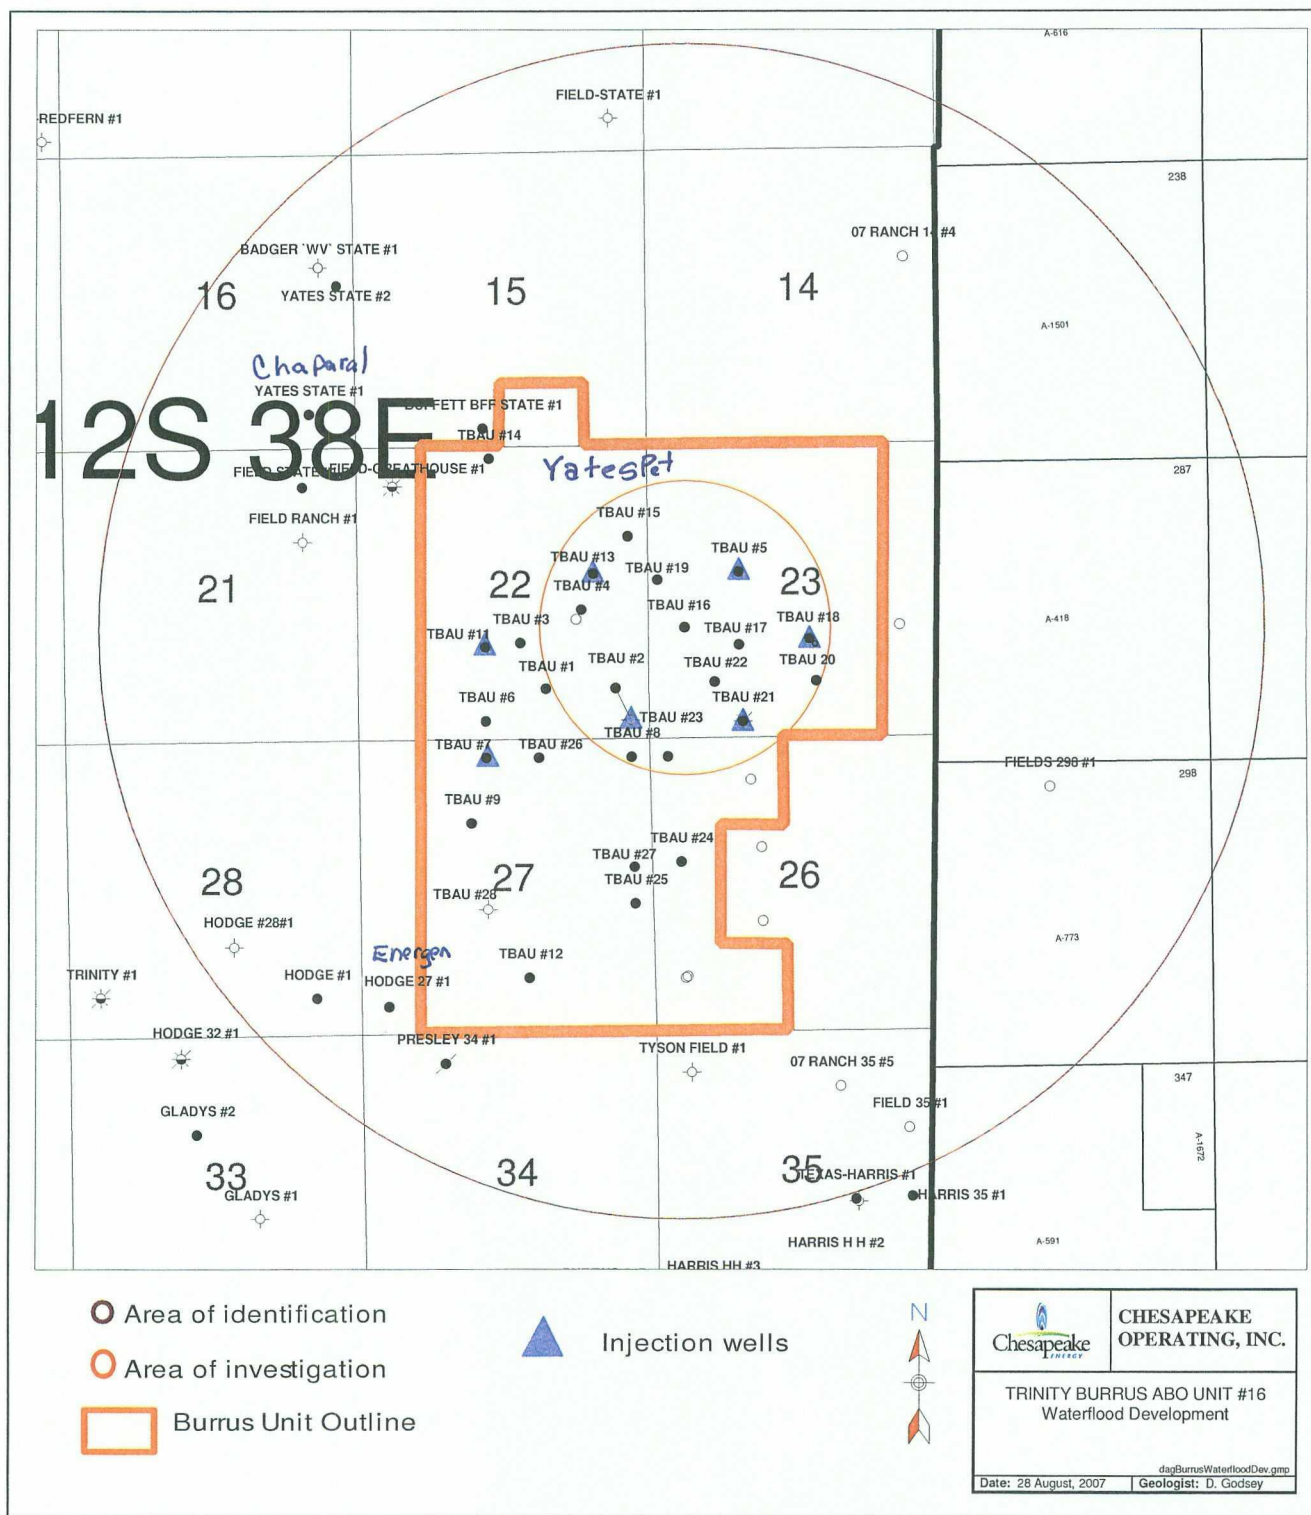 A-616
FIELD-STATE #1
-REDFERN #1
238
07 RANCH 14 #4
BADGER `WV` STATE #1
16
YATES STATE #2
15
14
A-1501
Chaparal
YATES STATE #1
12S 38E
BUFFETT BFF STATE #1
TBAU #14
YatesPet
FIELD STATE
FIELD-GREATHOUSE #1
287
FIELD RANCH #1
TBAU #15
TBAU #13
TBAU #5
TBAU #19
21
22
23
TBAU #4
TBAU #16
TBAU #18
A-418
TBAU #11
TBAU #3
TBAU #17
TBAU #1
TBAU #2
TBAU #22
TBAU 20
TBAU #6
TBAU #21
TBAU #23
TBAU #7
TBAU #26
TBAU #8
FIELDS 298 #1
298
TBAU #9
TBAU #24
TBAU #27
28
27
26
TBAU #28
TBAU #25
HODGE #28#1
A-773
Energen
TBAU #12
TRINITY #1
HODGE #1
HODGE 27 #1
HODGE 32 #1
PRESLEY 34 #1
TYSON FIELD #1
07 RANCH 35 #5
347
GLADYS #2
FIELD 35 #1
A-1672
33
34
35
TEXAS-HARRIS #1
GLADYS #1
HARRIS 35 #1
HARRIS H H #2
A-591
HARRIS HH #3
Area of identification
Area of investigation
Burrus Unit Outline
Injection wells
N
Chesapeake
ENERGY
CHESAPEAKE
OPERATING, INC.
TRINITY BURRUS ABO UNIT #16
Waterflood Development
dagBurrusWaterfloodDev.gmp
Date: 28 August, 2007
Geologist: D. Godsey